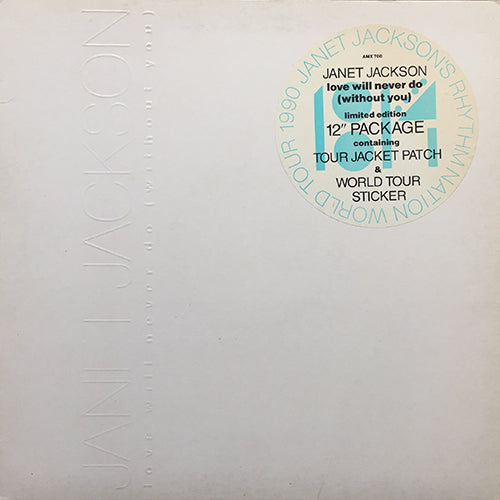 JANET JACKSON
love will never do (without you)
JANET JACKSON'S RHYTHM NATION WORLD TOUR 1990
AMX 700
JANET JACKSON
love will never do
(without you)
limited edition
12" PACKAGE
containing
TOUR JACKET PATCH
&
WORLD TOUR
STICKER